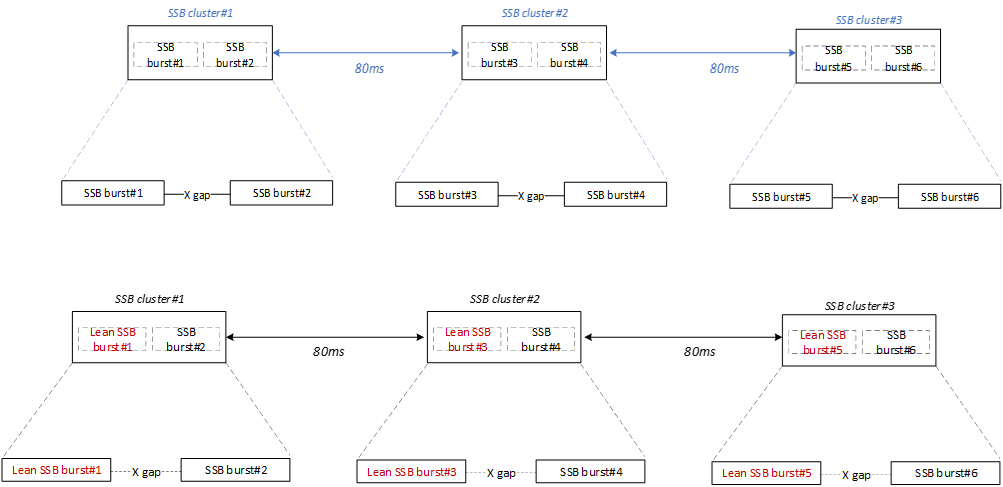 SSB cluster#1
SSB cluster#2
SSB cluster#3
SSB
burst#1
SSB
burst#2
80ms
SSB
burst#3
SSB
burst#4
80ms
SSB
burst#5
SSB
burst#6
SSB burst#1
X gap
SSB burst#2
SSB burst#3
X gap
SSB burst#4
SSB burst#5
X gap
SSB burst#6
SSB cluster#1
SSB cluster#2
SSB cluster#3
Lean SSB
burst#1
SSB
burst#2
80ms
Lean SSB
burst#3
SSB
burst#4
80ms
Lean SSB
burst#5
SSB
burst#6
Lean SSB burst#1
X gap
SSB burst#2
Lean SSB burst#3
X gap
SSB burst#4
Lean SSB burst#5
X gap
SSB burst#6